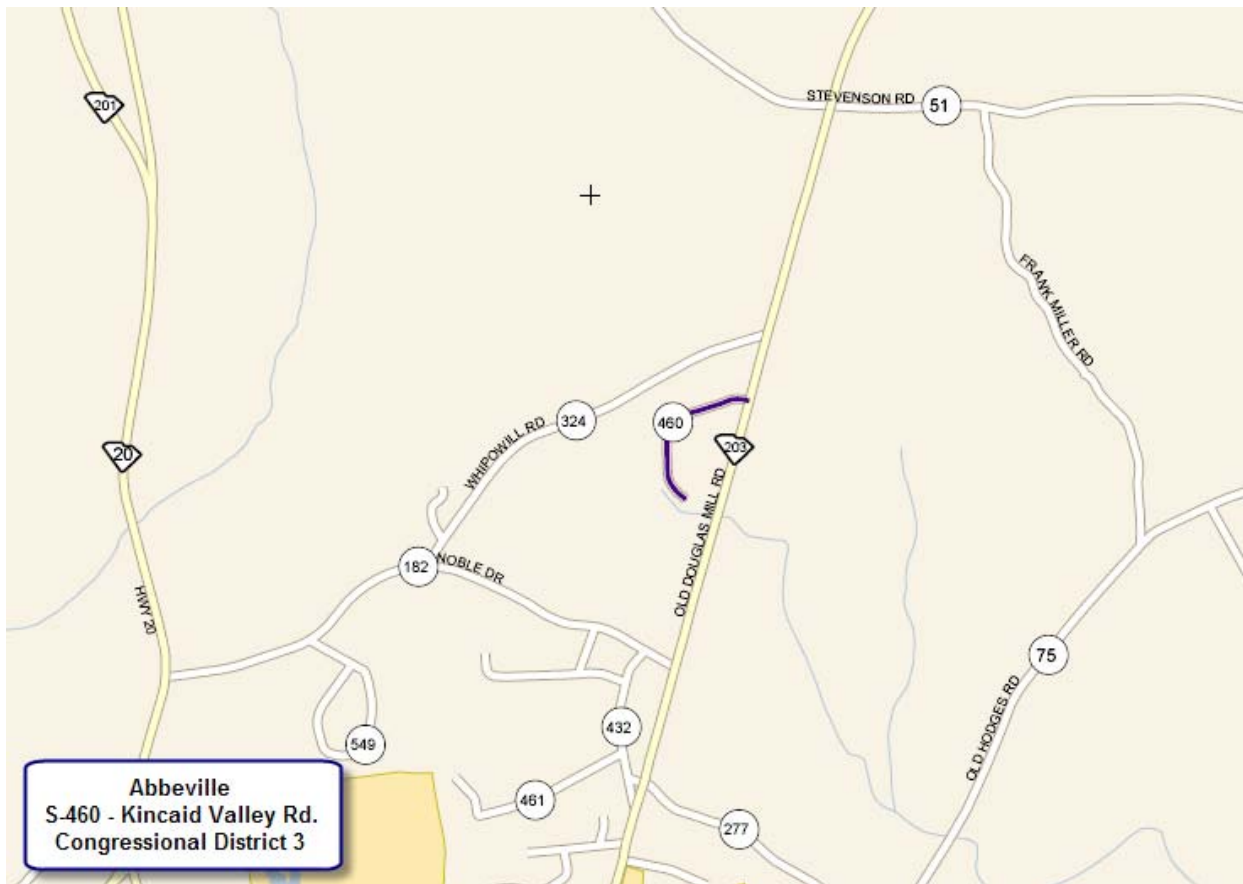 201
STEVENSON RD
51
FRANK MILLER RD
324
460
WHIPOWILL RD
203
20
182
NOBLE DR
OLD DOUGLAS MILL RD
HWY 20
75
OLD HODGES RD
432
549
461
277
Abbeville
S-460 - Kincaid Valley Rd.
Congressional District 3